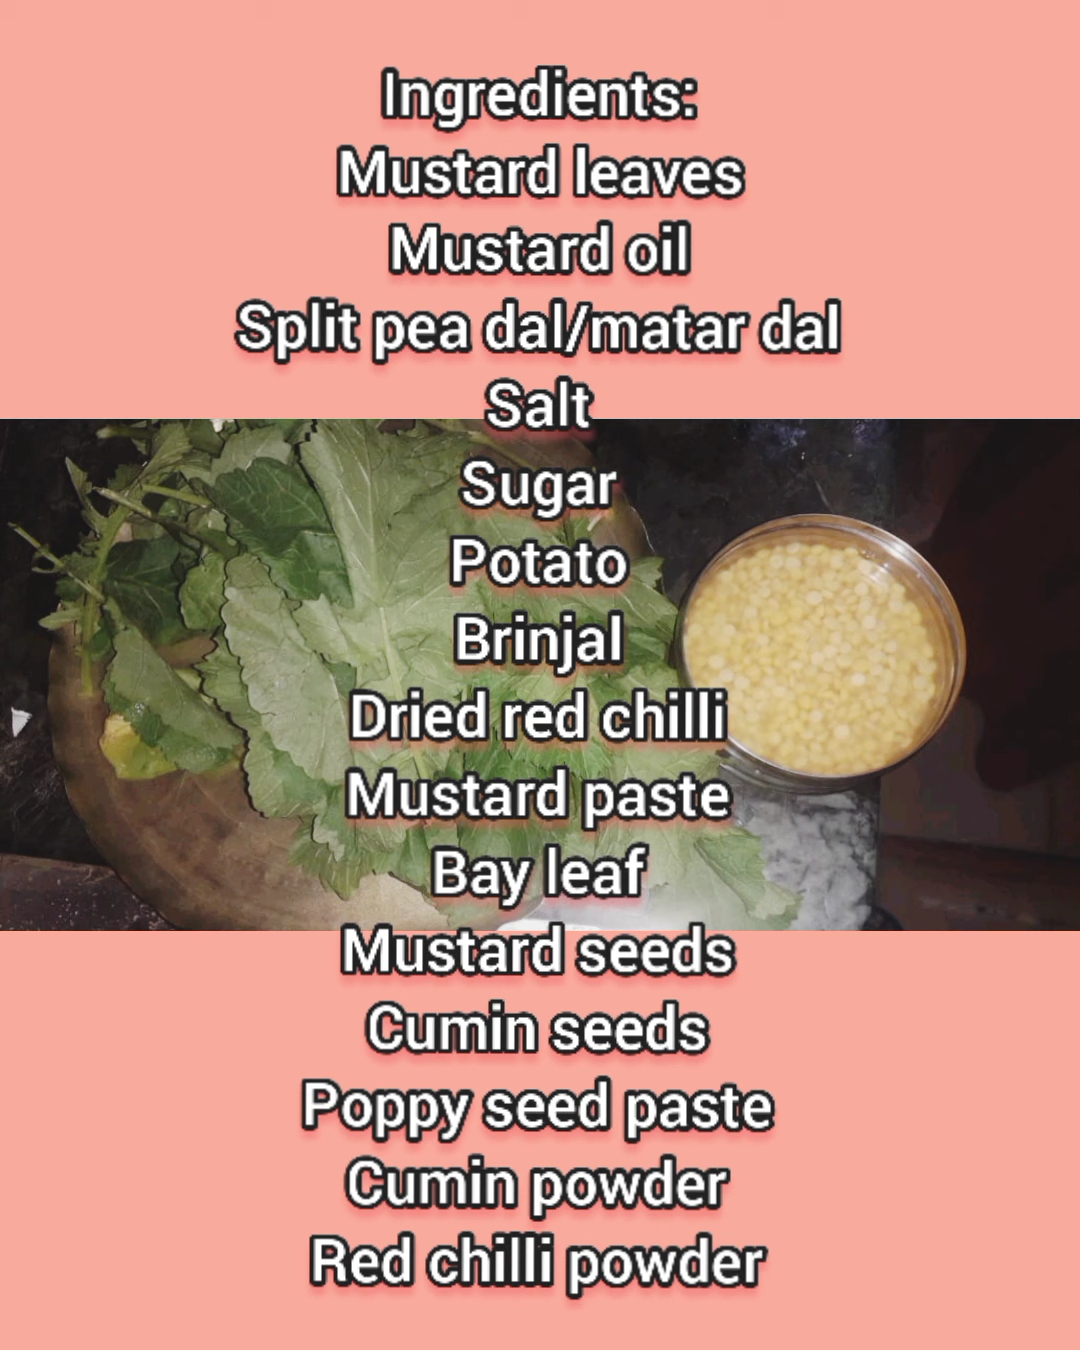 Ingredients:
Mustard leaves
Mustard oil
Split pea dal/matar dal
Salt
Sugar
Potato
Brinjal
Dried red chilli
Mustard paste
Bay leaf
Mustard seeds
Cumin seeds
Poppy seed paste
Cumin powder
Red chilli powder